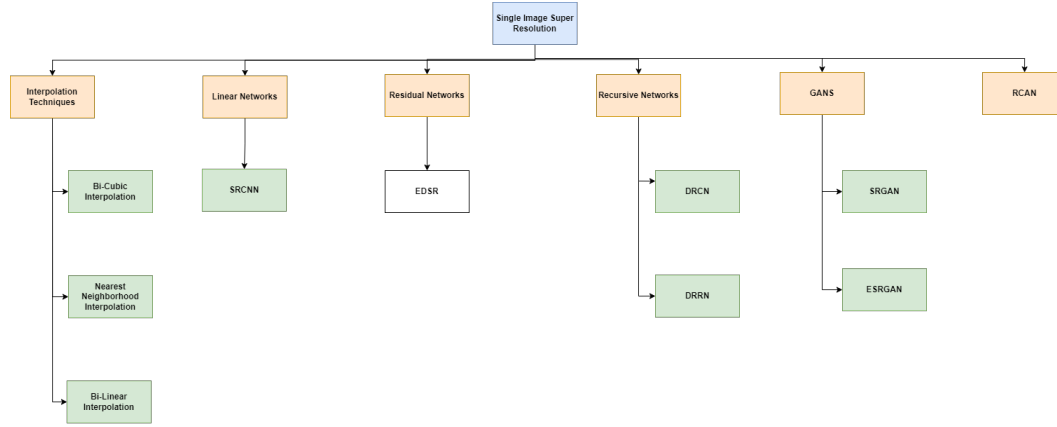 Single Image Super
Resolution
Interpolation
Techniques
Linear Networks
Residual Networks
Recursive Networks
GANS
RCAN
Bi-Cubic
Interpolation
SRCNN
EDSR
DRCN
SRGAN
Nearest
Neighborhood
Interpolation
DRRN
ESRGAN
Bi-Linear
Interpolation